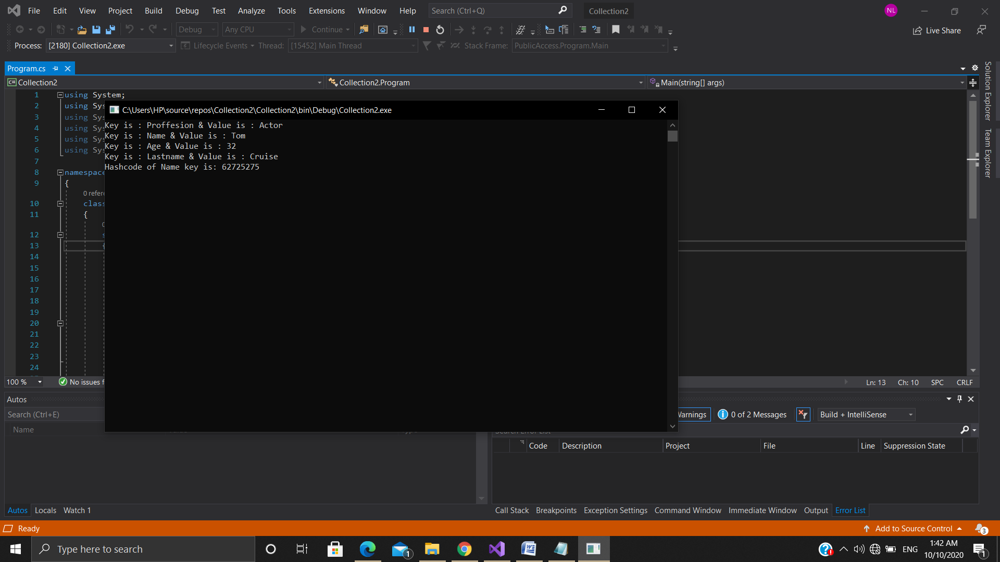 File Edit View Project Build Debug Test Analyze Tools Extensions Window Help Search (Ctrl+Q) Collection2 NL
Debug Any CPU Continue Live Share
Process: [2180] Collection2.exe Lifecycle Events Thread: [15452] Main Thread Stack Frame: PublicAccess.Program.Main
Program.cs
C# Collection2 Collection2.Program Main(string[] args)
Solution Explorer
Team Explorer
1 using System;
2 using Sys
3 using Sys
4 using Sys
5 using Sys
6 using Sys
7
8 namespace
9 {
0 refere
10 clas
11 {
12
13
14
15
16
17
18
19
20
21
22
23
24
C:\Users\HP\source\repos\Collection2\Collection2\bin\Debug\Collection2.exe
Key is : Proffesion & Value is : Actor
Key is : Name & Value is : Tom
Key is : Age & Value is : 32
Key is : Lastname & Value is : Cruise
Hashcode of Name key is: 62725275
100 % No issues f Ln: 13 Ch: 10 SPC CRLF
Autos
Search (Ctrl+E)
Name
Warnings 0 of 2 Messages Build + IntelliSense
Search Error List
Code Description Project File Line Suppression State
Autos Locals Watch 1
Call Stack Breakpoints Exception Settings Command Window Immediate Window Output Error List
Ready Add to Source Control 3
Type here to search 1 ENG 1:42 AM 1
10/10/2020